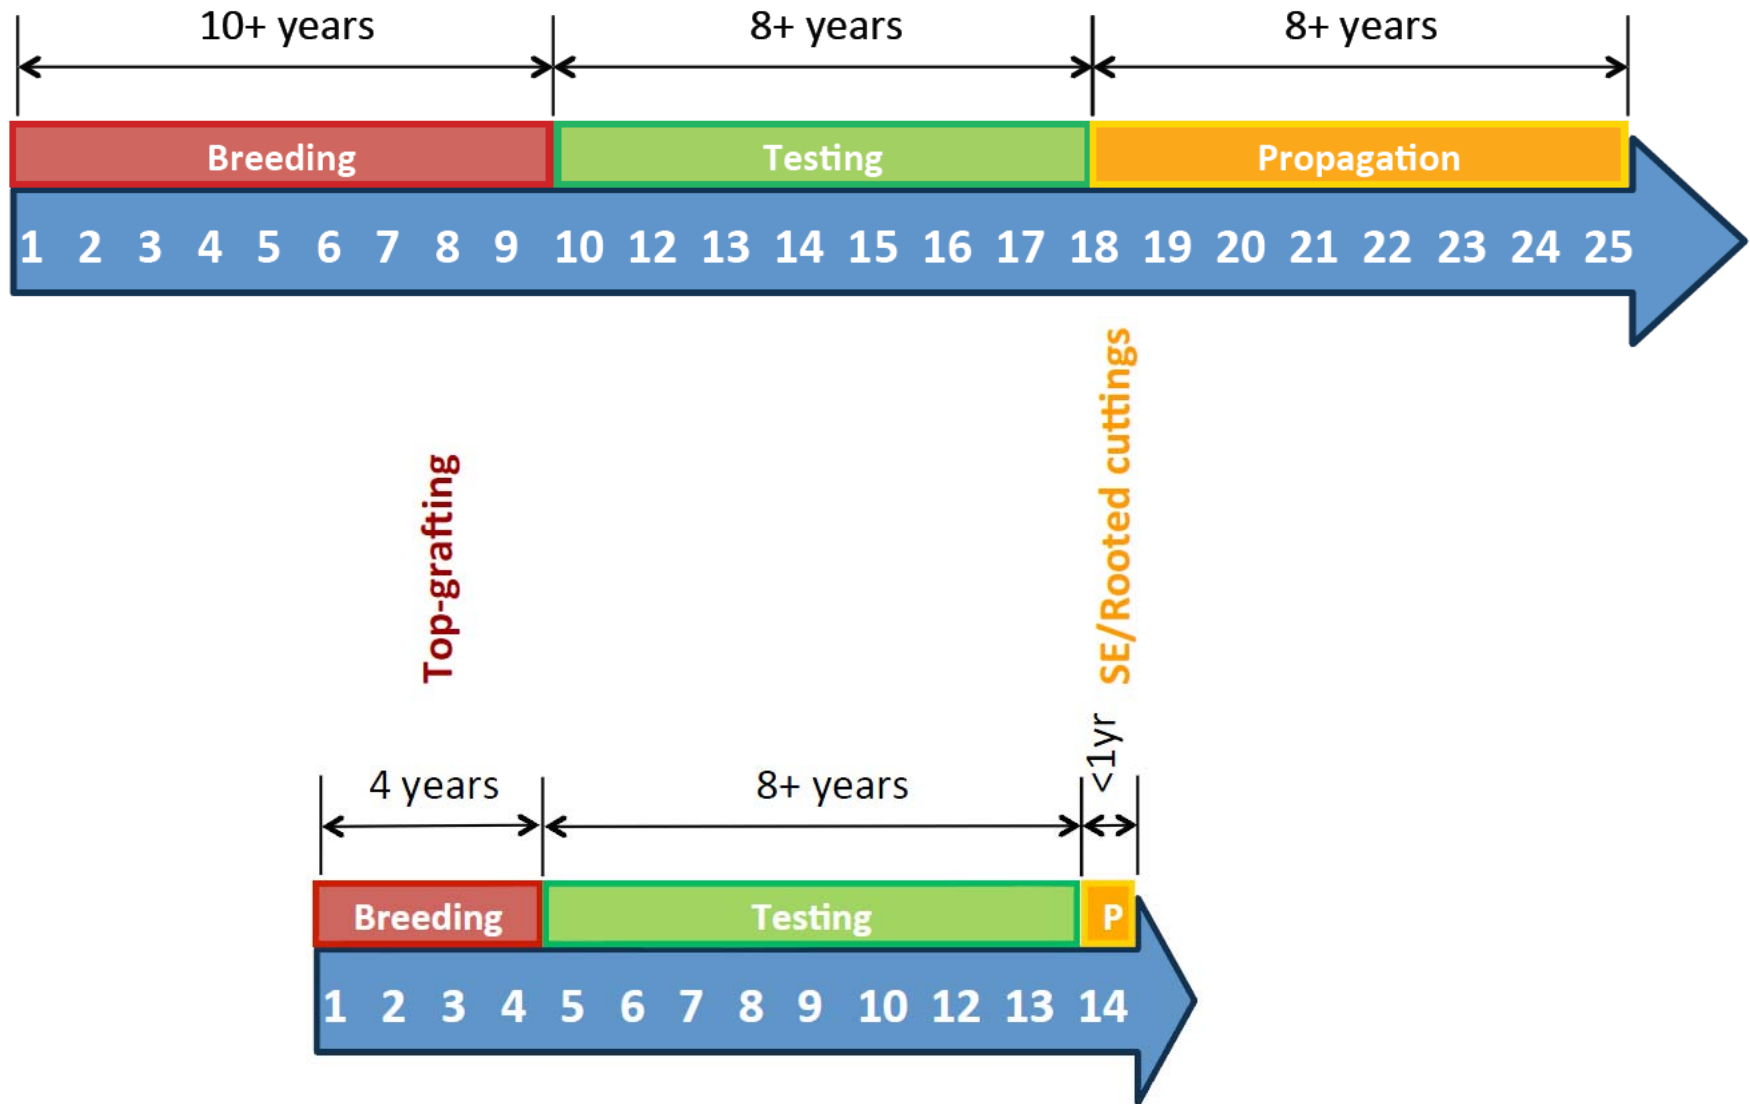 10+ years 8+ years 8+ years
Breeding Testing Propagation
1 2 3 4 5 6 7 8 9 10 12 13 14 15 16 17 18 19 20 21 22 23 24 25
Top-grafting
SE/Rooted cuttings
4 years 8+ years <1yr
Breeding Testing P
1 2 3 4 5 6 7 8 9 10 12 13 14